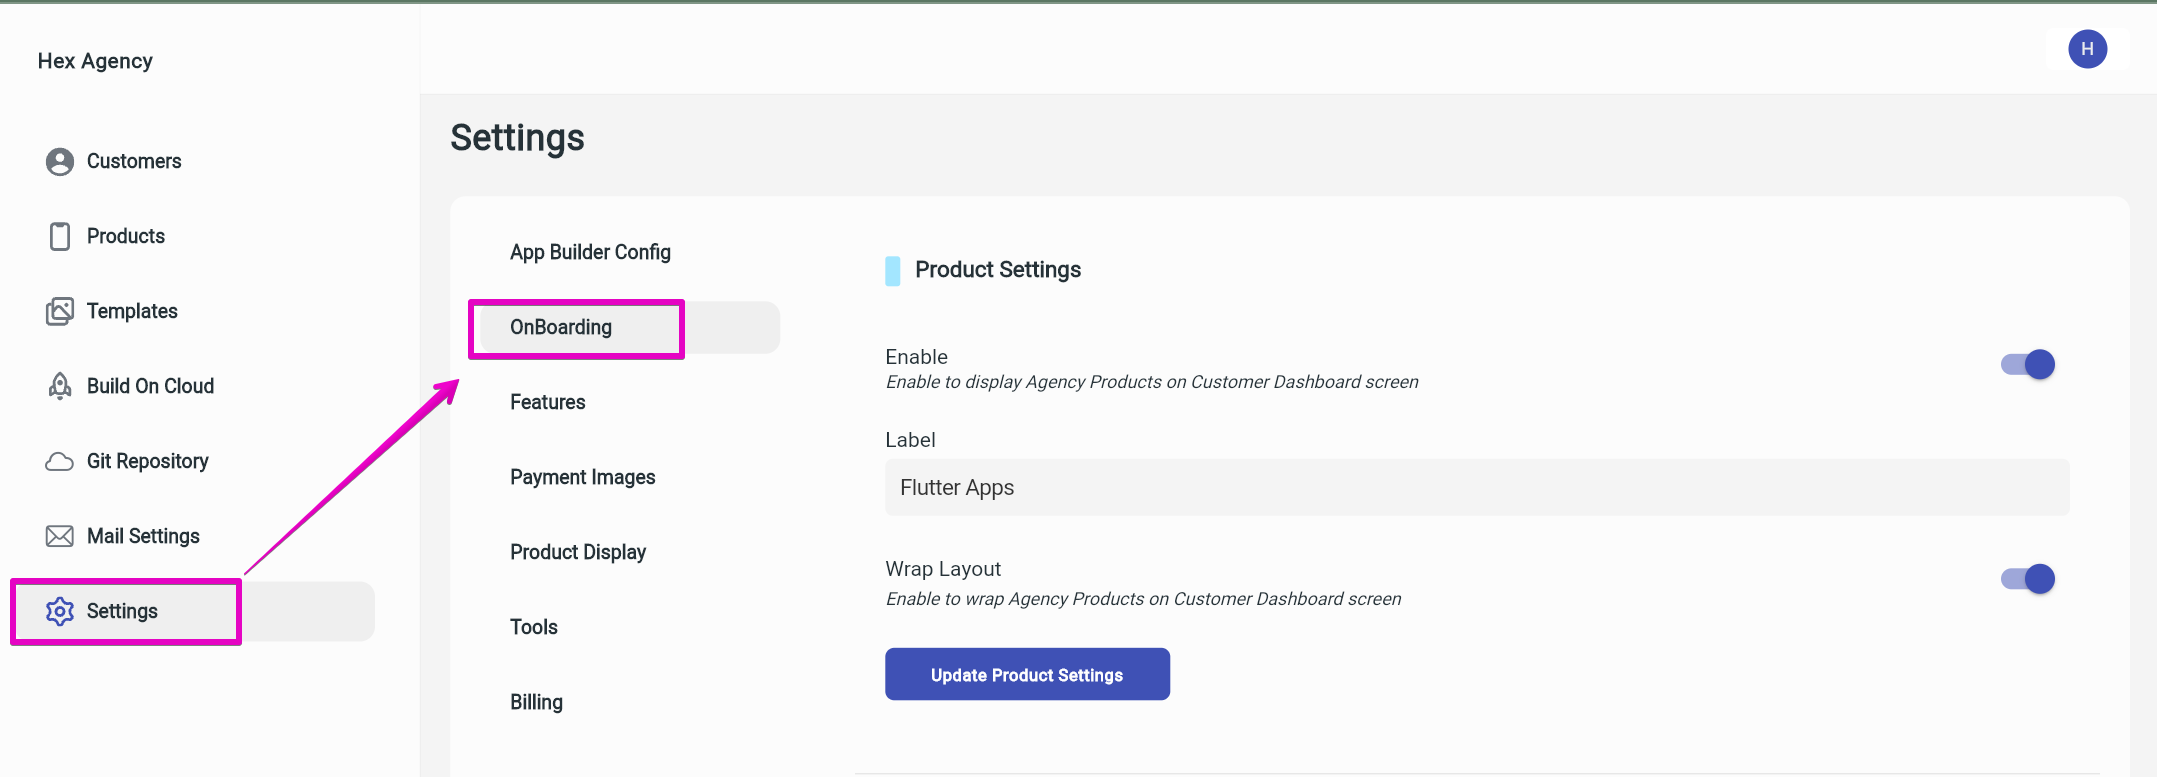 Hex Agency
H
Customers
Products
Templates
Build On Cloud
Git Repository
Mail Settings
Settings
Settings
App Builder Config
OnBoarding
Features
Payment Images
Product Display
Tools
Billing
Product Settings
Enable
Enable to display Agency Products on Customer Dashboard screen
Label
Flutter Apps
Wrap Layout
Enable to wrap Agency Products on Customer Dashboard screen
Update Product Settings